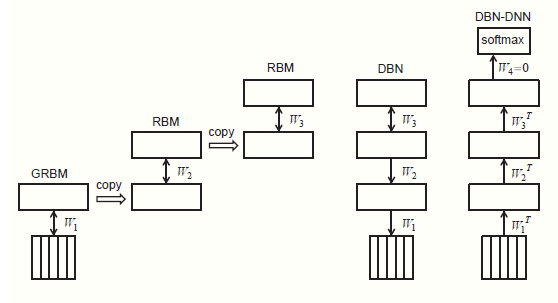 DBN-DNN
softmax
W₄=0
RBM
DBN
W₃
W₃
W₃ᵀ
RBM
copy
W₂
W₂
W₂ᵀ
GRBM
copy
W₁
W₁
W₁ᵀ